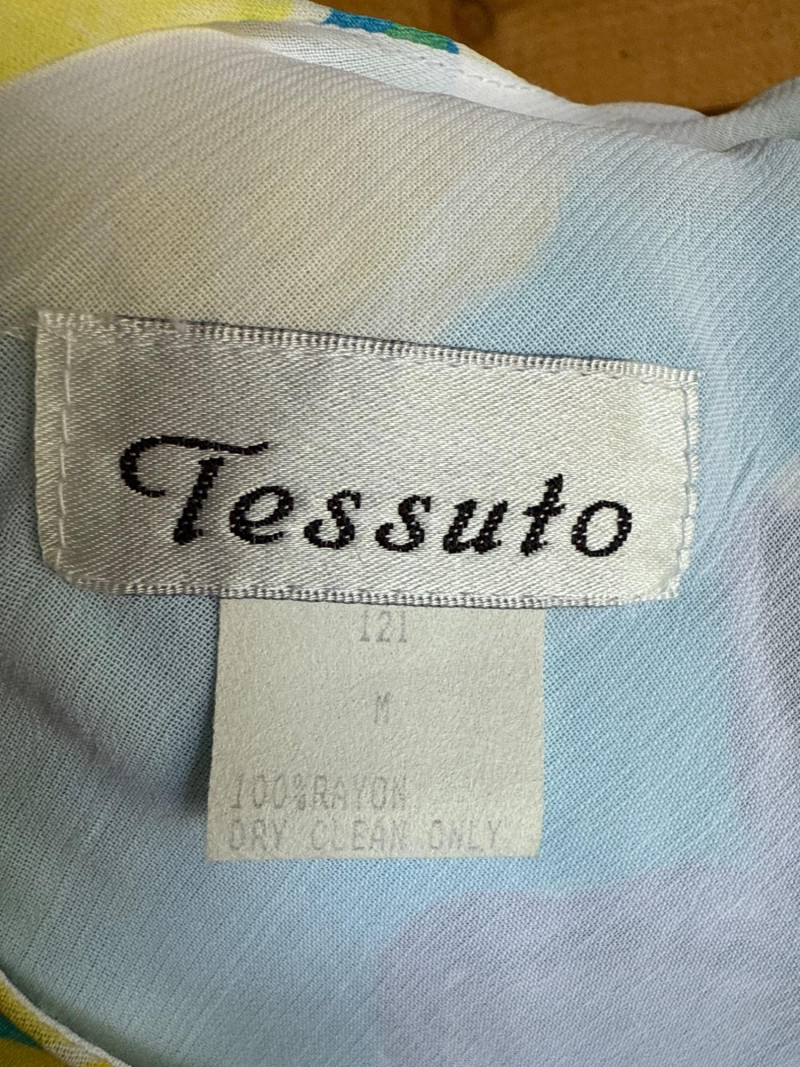 Tessuto
121
M
100%RAYON
DRY CLEAN ONLY